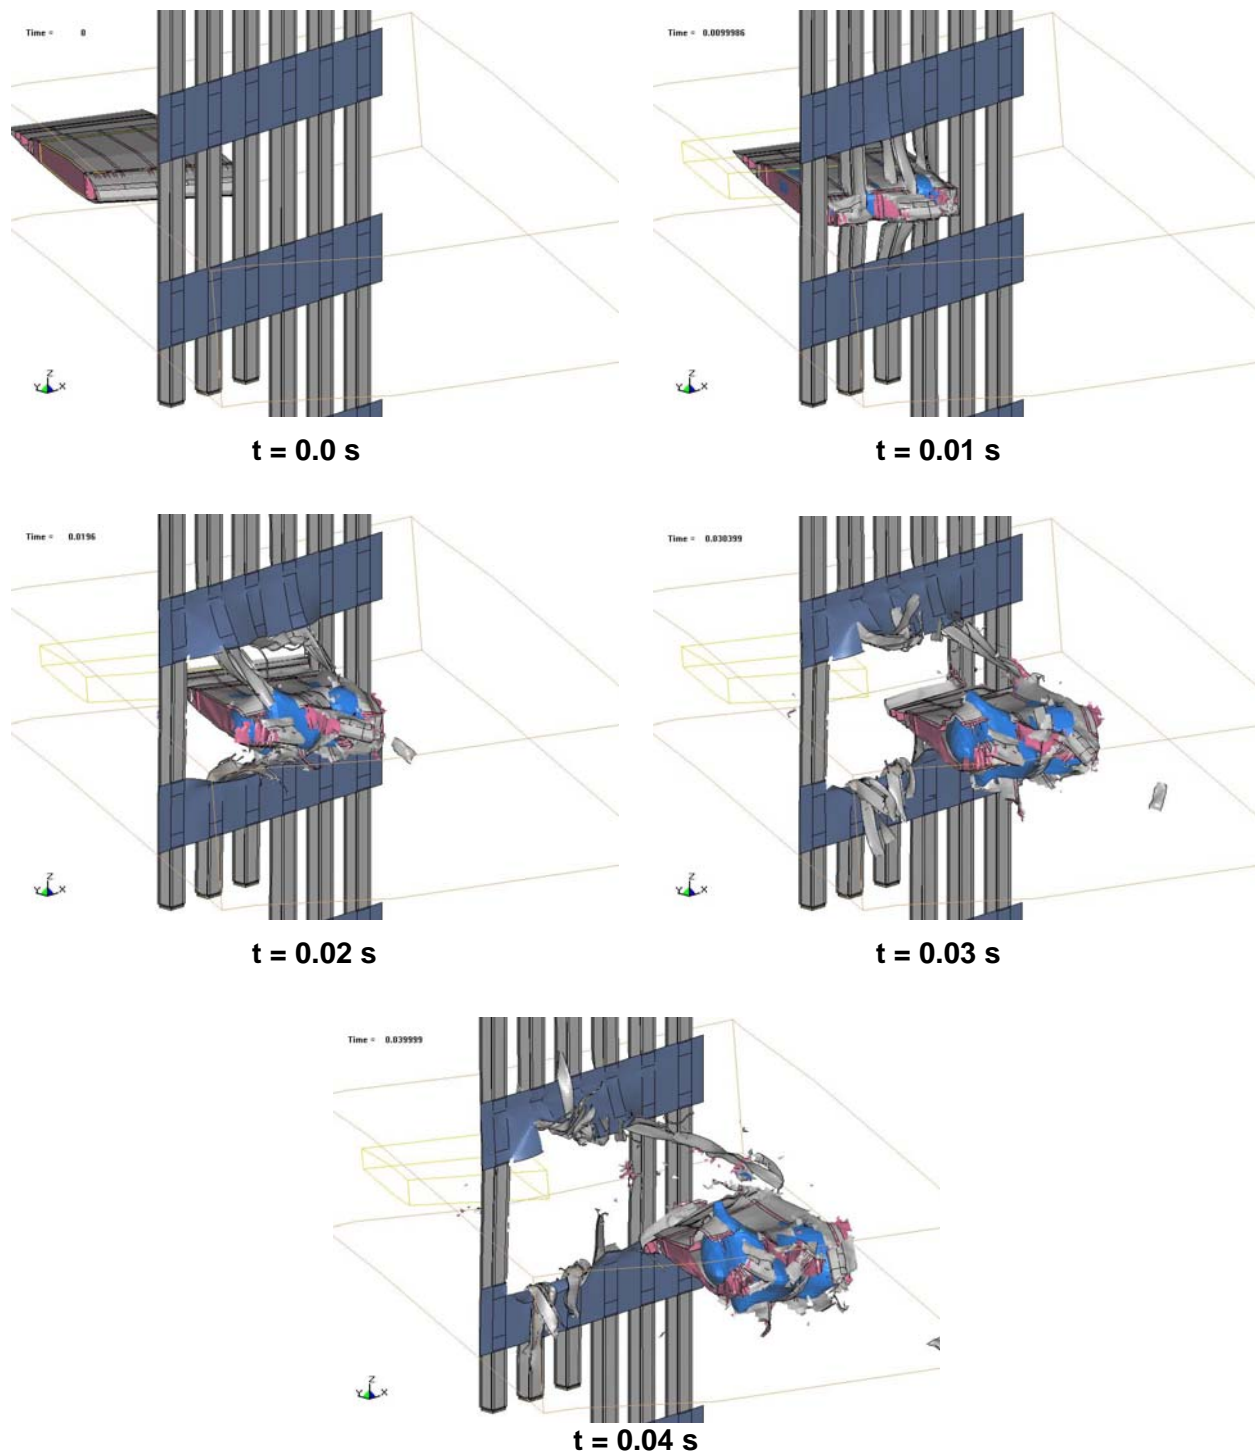 Time = 0
Z
Y X
t = 0.0 s
Time = 0.0099986
Z
Y X
t = 0.01 s
Time = 0.0196
Z
Y X
t = 0.02 s
Time = 0.030399
Z
Y X
t = 0.03 s
Time = 0.039999
Z
Y X
t = 0.04 s